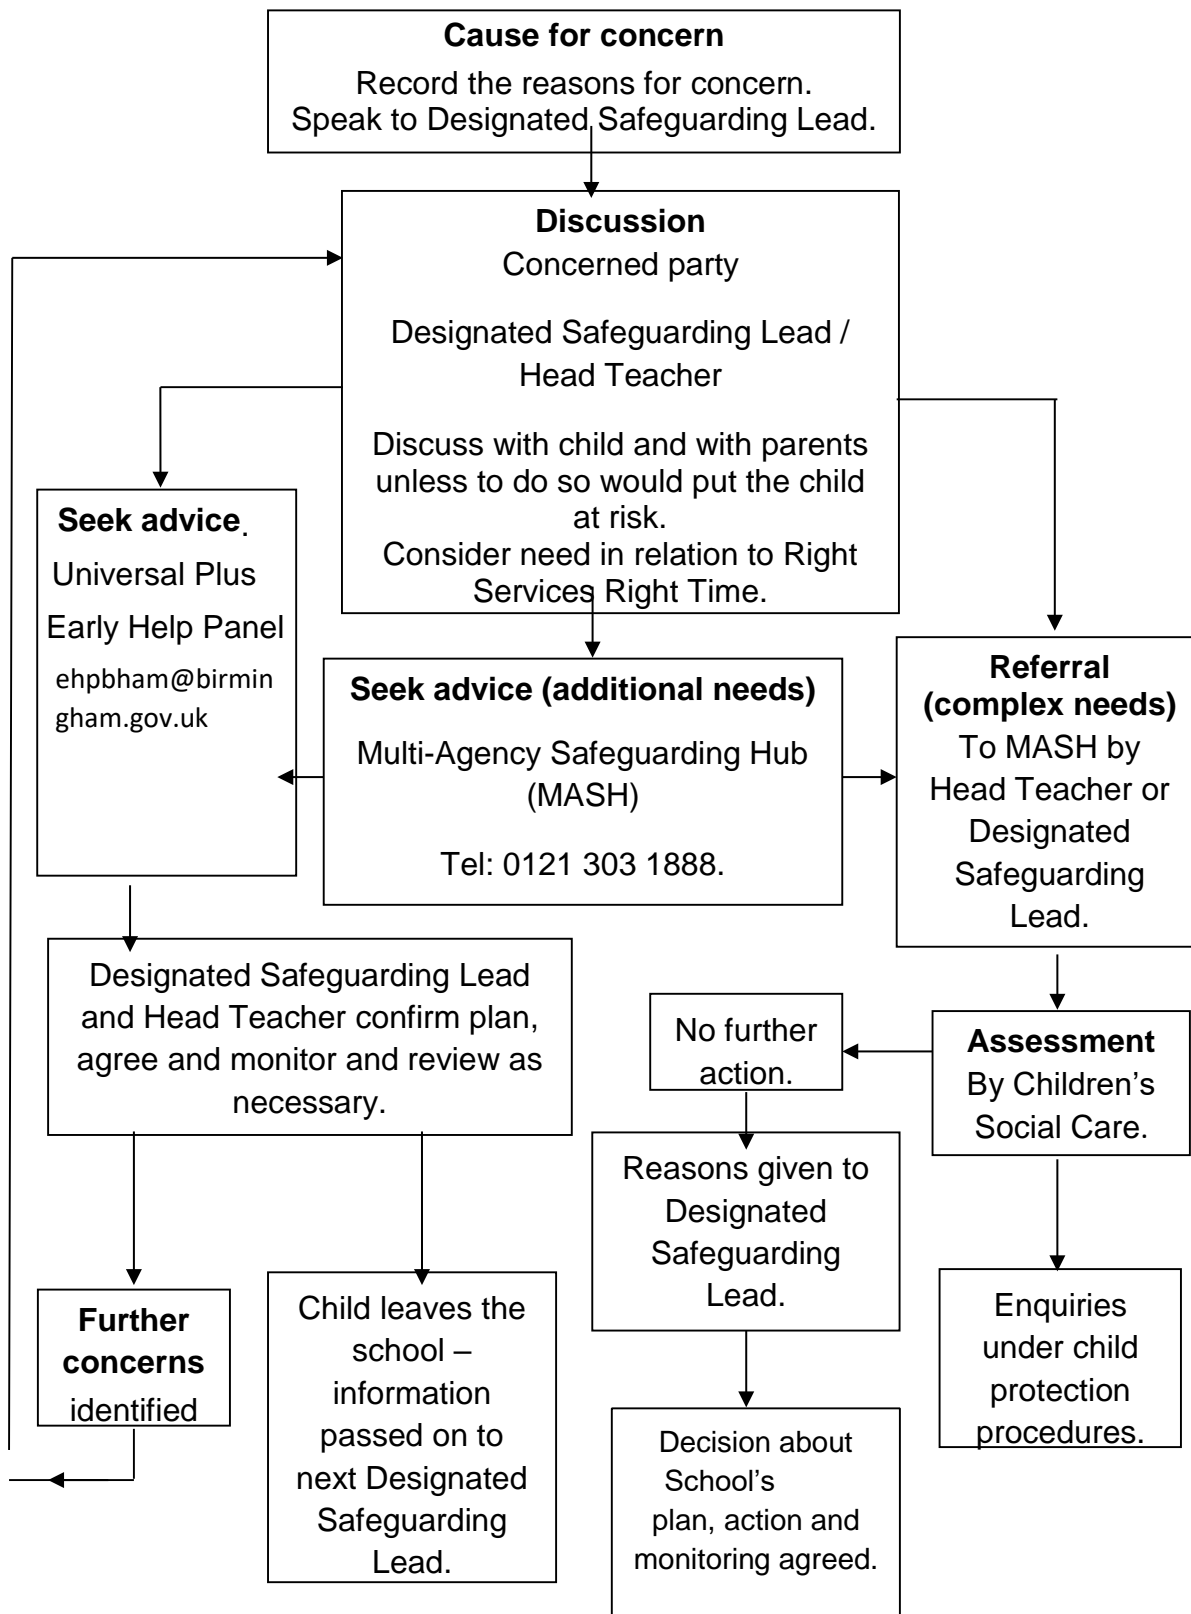 Cause for concern
Record the reasons for concern.
Speak to Designated Safeguarding Lead.
Discussion
Concerned party
Designated Safeguarding Lead /
Head Teacher
Discuss with child and with parents
unless to do so would put the child
at risk.
Consider need in relation to Right
Services Right Time.
Seek advice.
Universal Plus
Early Help Panel
ehpbham@birmin
gham.gov.uk
Seek advice (additional needs)
Multi-Agency Safeguarding Hub
(MASH)
Tel: 0121 303 1888.
Referral
(complex needs)
To MASH by
Head Teacher or
Designated
Safeguarding
Lead.
Designated Safeguarding Lead
and Head Teacher confirm plan,
agree and monitor and review as
necessary.
No further
action.
Assessment
By Children’s
Social Care.
Reasons given to
Designated
Safeguarding
Lead.
Further
concerns
identified
Child leaves the
school –
information
passed on to
next Designated
Safeguarding
Lead.
Enquiries
under child
protection
procedures.
Decision about
School’s
plan, action and
monitoring agreed.